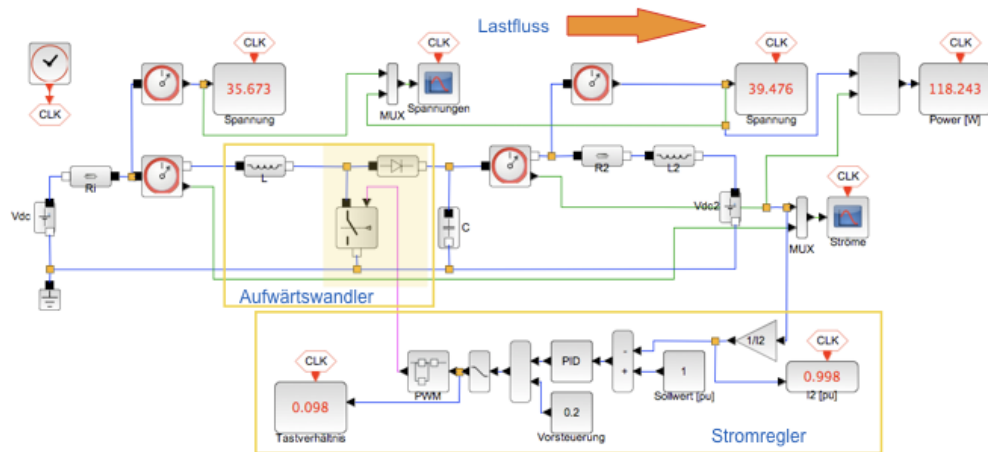 Lastfluss
CLK
CLK
CLK
CLK
CLK
35.673
Spannung
MUX
Spannungen
39.476
Spannung
118.243
Power [W]
Ri
L
R2
L2
Vdc
C
Vdc2
CLK
MUX
Ströme
Aufwärtswandler
1/I2
CLK
CLK
PID
-
+
1
0.998
Sollwert [pu]
I2 [pu]
PWM
0.098
0.2
Tastverhältnis
Vorsteuerung
Stromregler